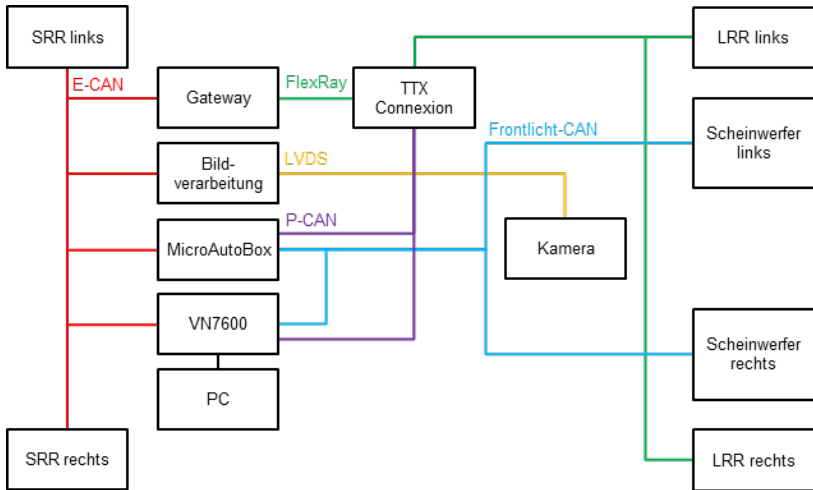 SRR links
LRR links
E-CAN
Gateway
FlexRay
TTX
Connexion
Frontlicht-CAN
Scheinwerfer
links
Bild-
verarbeitung
LVDS
P-CAN
MicroAutoBox
Kamera
VN7600
Scheinwerfer
rechts
PC
SRR rechts
LRR rechts